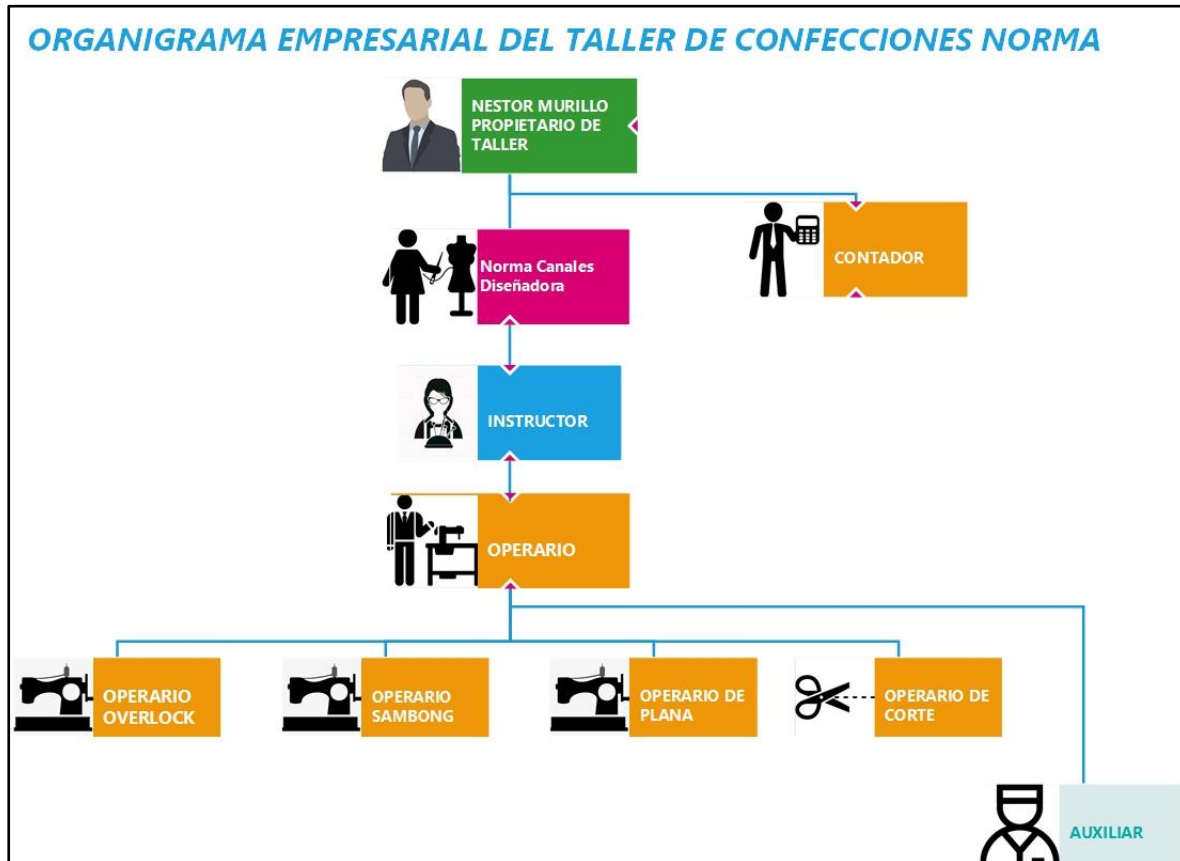 ORGANIGRAMA EMPRESARIAL DEL TALLER DE CONFECCIONES NORMA
NESTOR MURILLO
PROPIETARIO DE
TALLER
Norma Canales
Diseñadora
CONTADOR
INSTRUCTOR
OPERARIO
OPERARIO
OVERLOCK
OPERARIO
SAMBONG
OPERARIO DE
PLANA
OPERARIO DE
CORTE
AUXILIAR